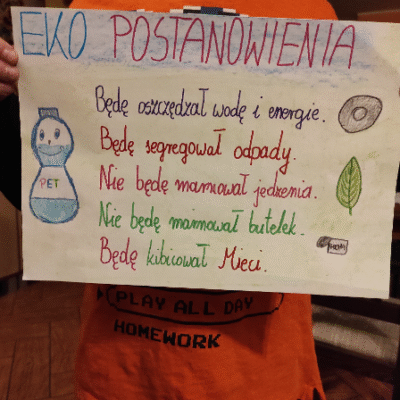 EKO POSTANOWIENIA
Będę oszczędzał wodę i energię.
Będę segregował odpady.
Nie będę marnował jedzenia.
PET
Nie będę marnował butelek.
Będę kibicował Mieci.
PLAY ALL DAY
HOMEWORK